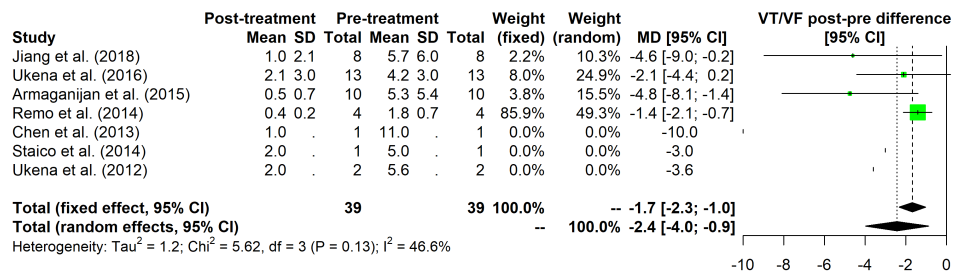 Post-treatment Pre-treatment Weight Weight VT/VF post-pre difference
Study Mean SD Total Mean SD Total (fixed) (random) MD [95% CI] [95% CI]
Jiang et al. (2018) 1.0 2.1 8 5.7 6.0 8 2.2% 10.3% -4.6 [-9.0; -0.2]
Ukena et al. (2016) 2.1 3.0 13 4.2 3.0 13 8.0% 24.9% -2.1 [-4.4; 0.2]
Armaganijan et al. (2015) 0.5 0.7 10 5.3 5.4 10 3.8% 15.5% -4.8 [-8.1; -1.4]
Remo et al. (2014) 0.4 0.2 4 1.8 0.7 4 85.9% 49.3% -1.4 [-2.1; -0.7]
Chen et al. (2013) 1.0 . 1 11.0 . 1 0.0% 0.0% -10.0
Staico et al. (2014) 2.0 . 1 5.0 . 1 0.0% 0.0% -3.0
Ukena et al. (2012) 2.0 . 2 5.6 . 2 0.0% 0.0% -3.6
Total (fixed effect, 95% CI) 39 39 100.0% -- -1.7 [-2.3; -1.0]
Total (random effects, 95% CI) -- 100.0% -2.4 [-4.0; -0.9]
Heterogeneity: Tau² = 1.2; Chi² = 5.62, df = 3 (P = 0.13); I² = 46.6%
-10 -8 -6 -4 -2 0